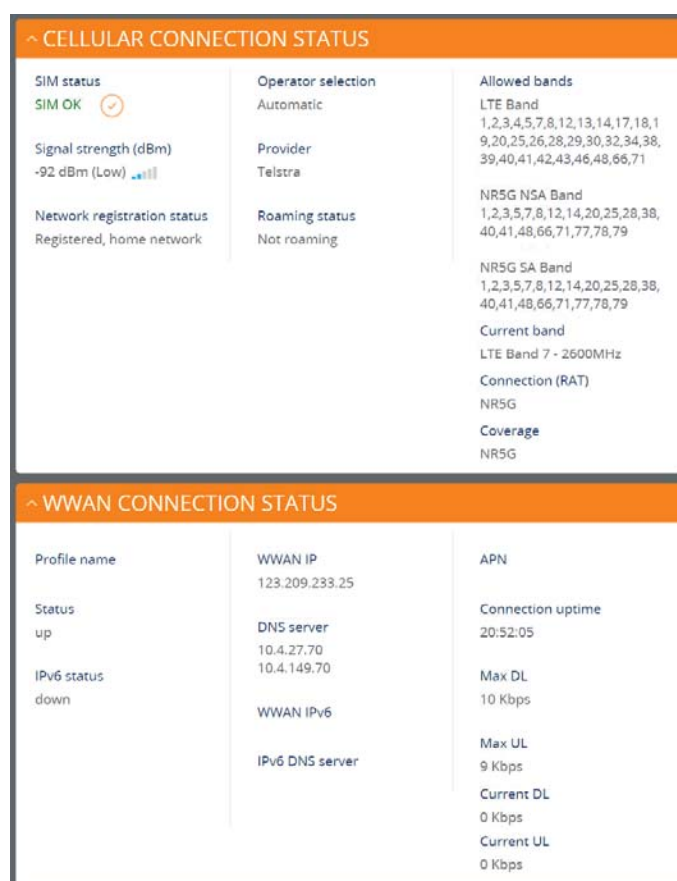 CELLULAR CONNECTION STATUS
SIM status
SIM OK
Signal strength (dBm)
-92 dBm (Low)
Network registration status
Registered, home network
Operator selection
Automatic
Provider
Telstra
Roaming status
Not roaming
Allowed bands
LTE Band
1,2,3,4,5,7,8,12,13,14,17,18,1
9,20,25,26,28,29,30,32,34,38,
39,40,41,42,43,46,48,66,71
NR5G NSA Band
1,2,3,5,7,8,12,14,20,25,28,38,
40,41,48,66,71,77,78,79
NR5G SA Band
1,2,3,5,7,8,12,14,20,25,28,38,
40,41,48,66,71,77,78,79
Current band
LTE Band 7 - 2600MHz
Connection (RAT)
NR5G
Coverage
NR5G
WWAN CONNECTION STATUS
Profile name
Status
up
IPv6 status
down
WWAN IP
123.209.233.25
DNS server
10.4.27.70
10.4.149.70
WWAN IPv6
IPv6 DNS server
APN
Connection uptime
20:52:05
Max DL
10 Kbps
Max UL
9 Kbps
Current DL
0 Kbps
Current UL
0 Kbps